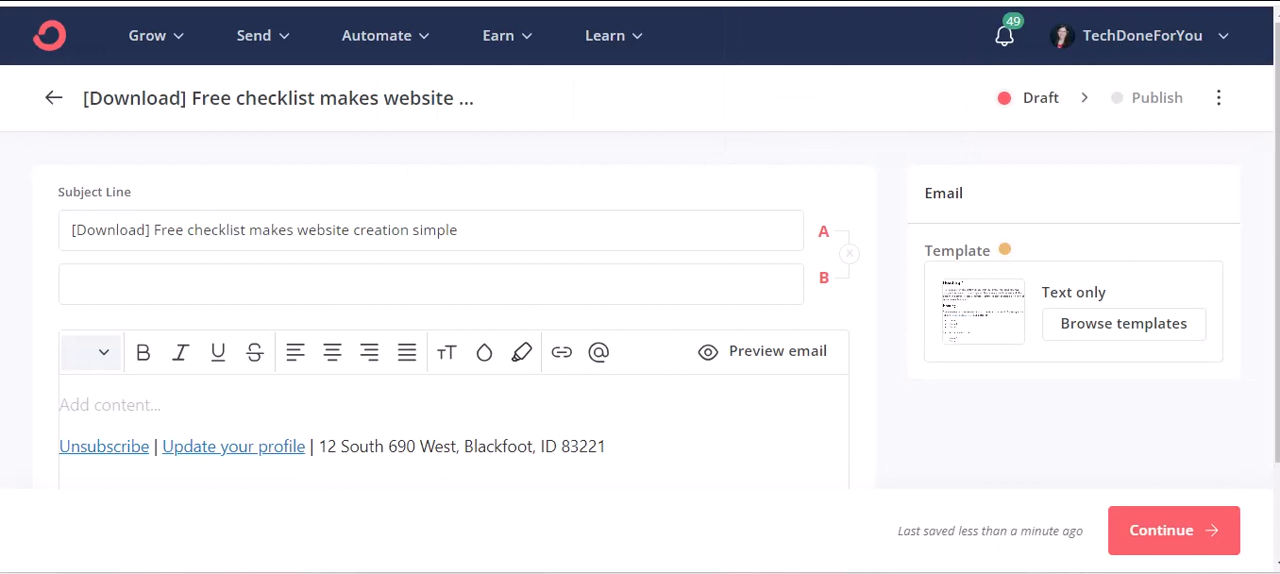 Grow Send Automate Earn Learn 49 TechDoneForYou
[Download] Free checklist makes website ... Draft Publish
Subject Line
[Download] Free checklist makes website creation simple A
X
B
B I U S TT @ Preview email
Add content...
Unsubscribe | Update your profile | 12 South 690 West, Blackfoot, ID 83221
Email
Template
Text only
Browse templates
Last saved less than a minute ago Continue